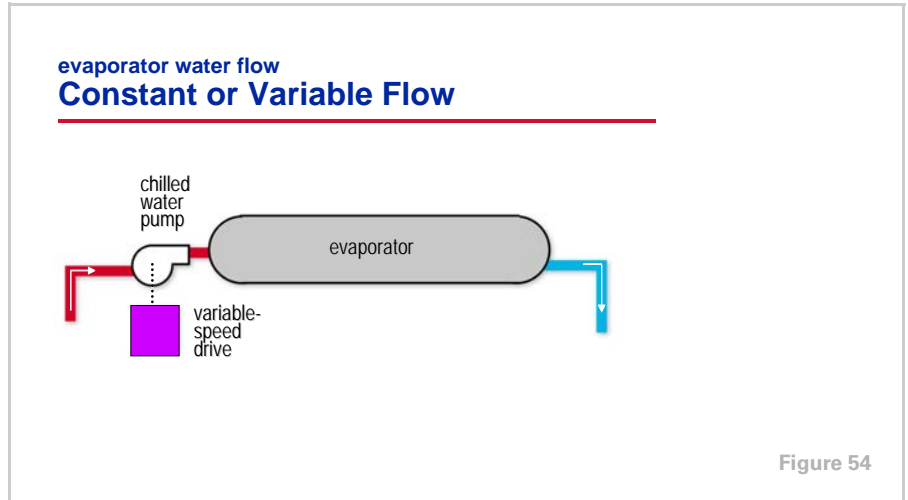 evaporator water flow
Constant or Variable Flow
chilled
water
pump
evaporator
variable-
speed
drive
Figure 54